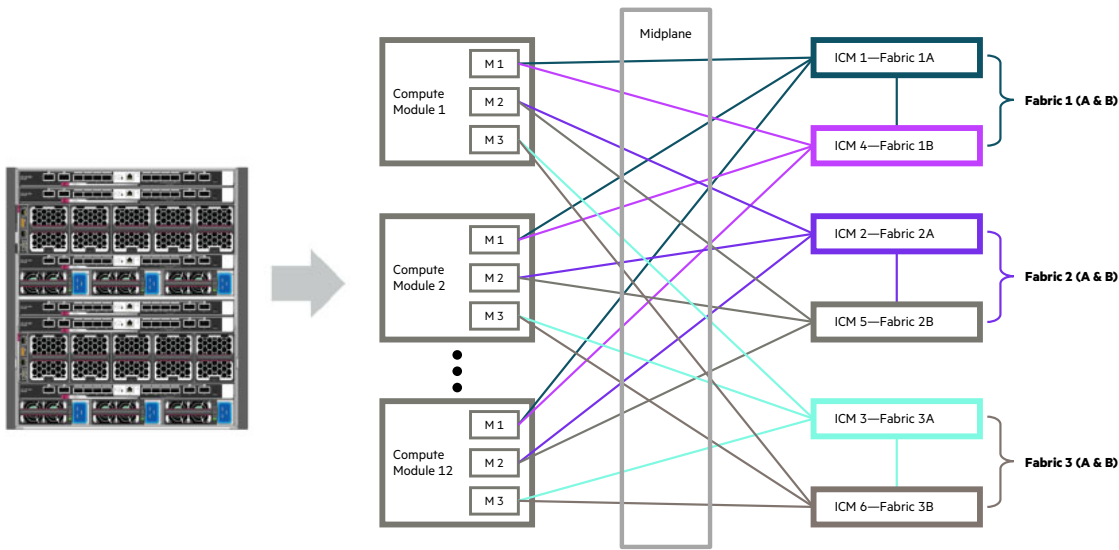 Midplane
Compute
Module 1
M 1
M 2
M 3
Compute
Module 2
M 1
M 2
M 3
Compute
Module 12
M 1
M 2
M 3
ICM 1—Fabric 1A
ICM 4—Fabric 1B
Fabric 1 (A & B)
ICM 2—Fabric 2A
ICM 5—Fabric 2B
Fabric 2 (A & B)
ICM 3—Fabric 3A
ICM 6—Fabric 3B
Fabric 3 (A & B)